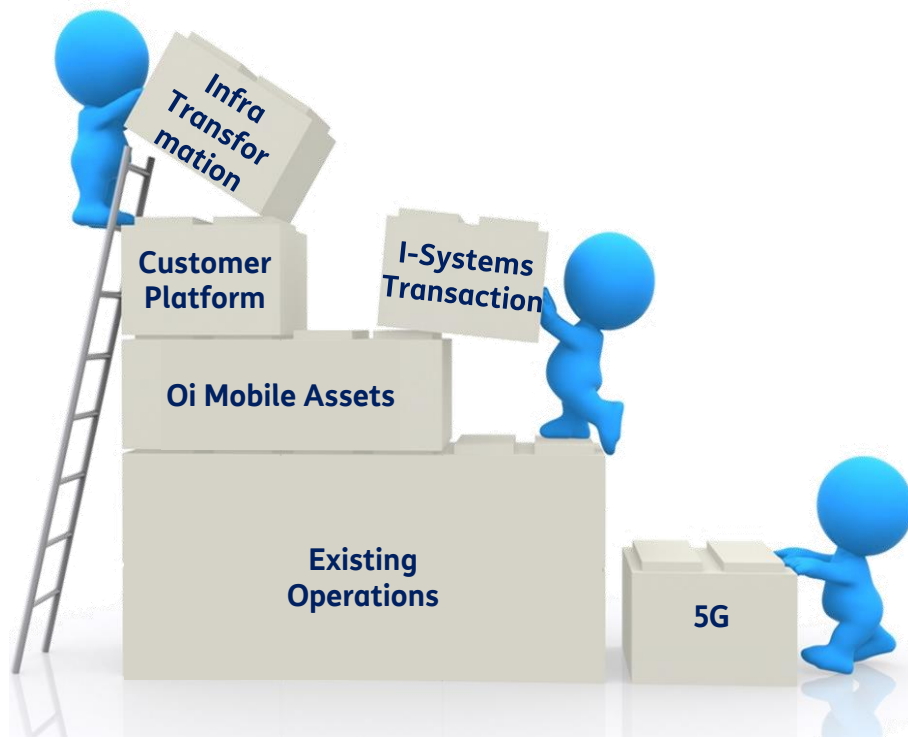 Infra
Transfor
mation
Customer
Platform
I-Systems
Transaction
Oi Mobile Assets
Existing
Operations
5G